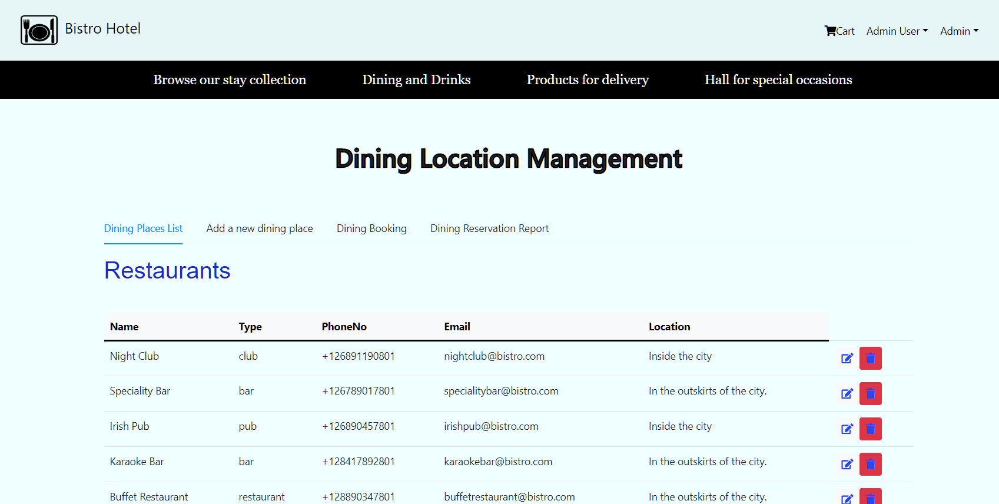 Bistro Hotel
Cart Admin User Admin
Browse our stay collection Dining and Drinks Products for delivery Hall for special occasions
Dining Location Management
Dining Places List Add a new dining place Dining Booking Dining Reservation Report
Restaurants
Name Type PhoneNo Email Location
Night Club club +126891190801 nightclub@bistro.com Inside the city
Speciality Bar bar +126789017801 specialitybar@bistro.com In the outskirts of the city.
Irish Pub pub +126890457801 irishpub@bistro.com Inside the city
Karaoke Bar bar +128417892801 karaokebar@bistro.com In the outskirts of the city.
Buffet Restaurant restaurant +128890347801 buffetrestaurant@bistro.com In the outskirts of the city.